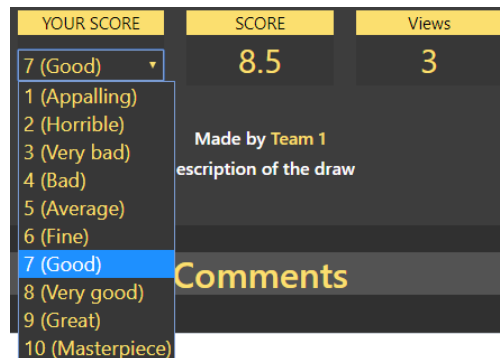 YOUR SCORE SCORE Views
7 (Good) 8.5 3
1 (Appalling)
2 (Horrible)
3 (Very bad)
Made by Team 1
4 (Bad)
escription of the draw
5 (Average)
6 (Fine)
7 (Good)
Comments
8 (Very good)
9 (Great)
10 (Masterpiece)